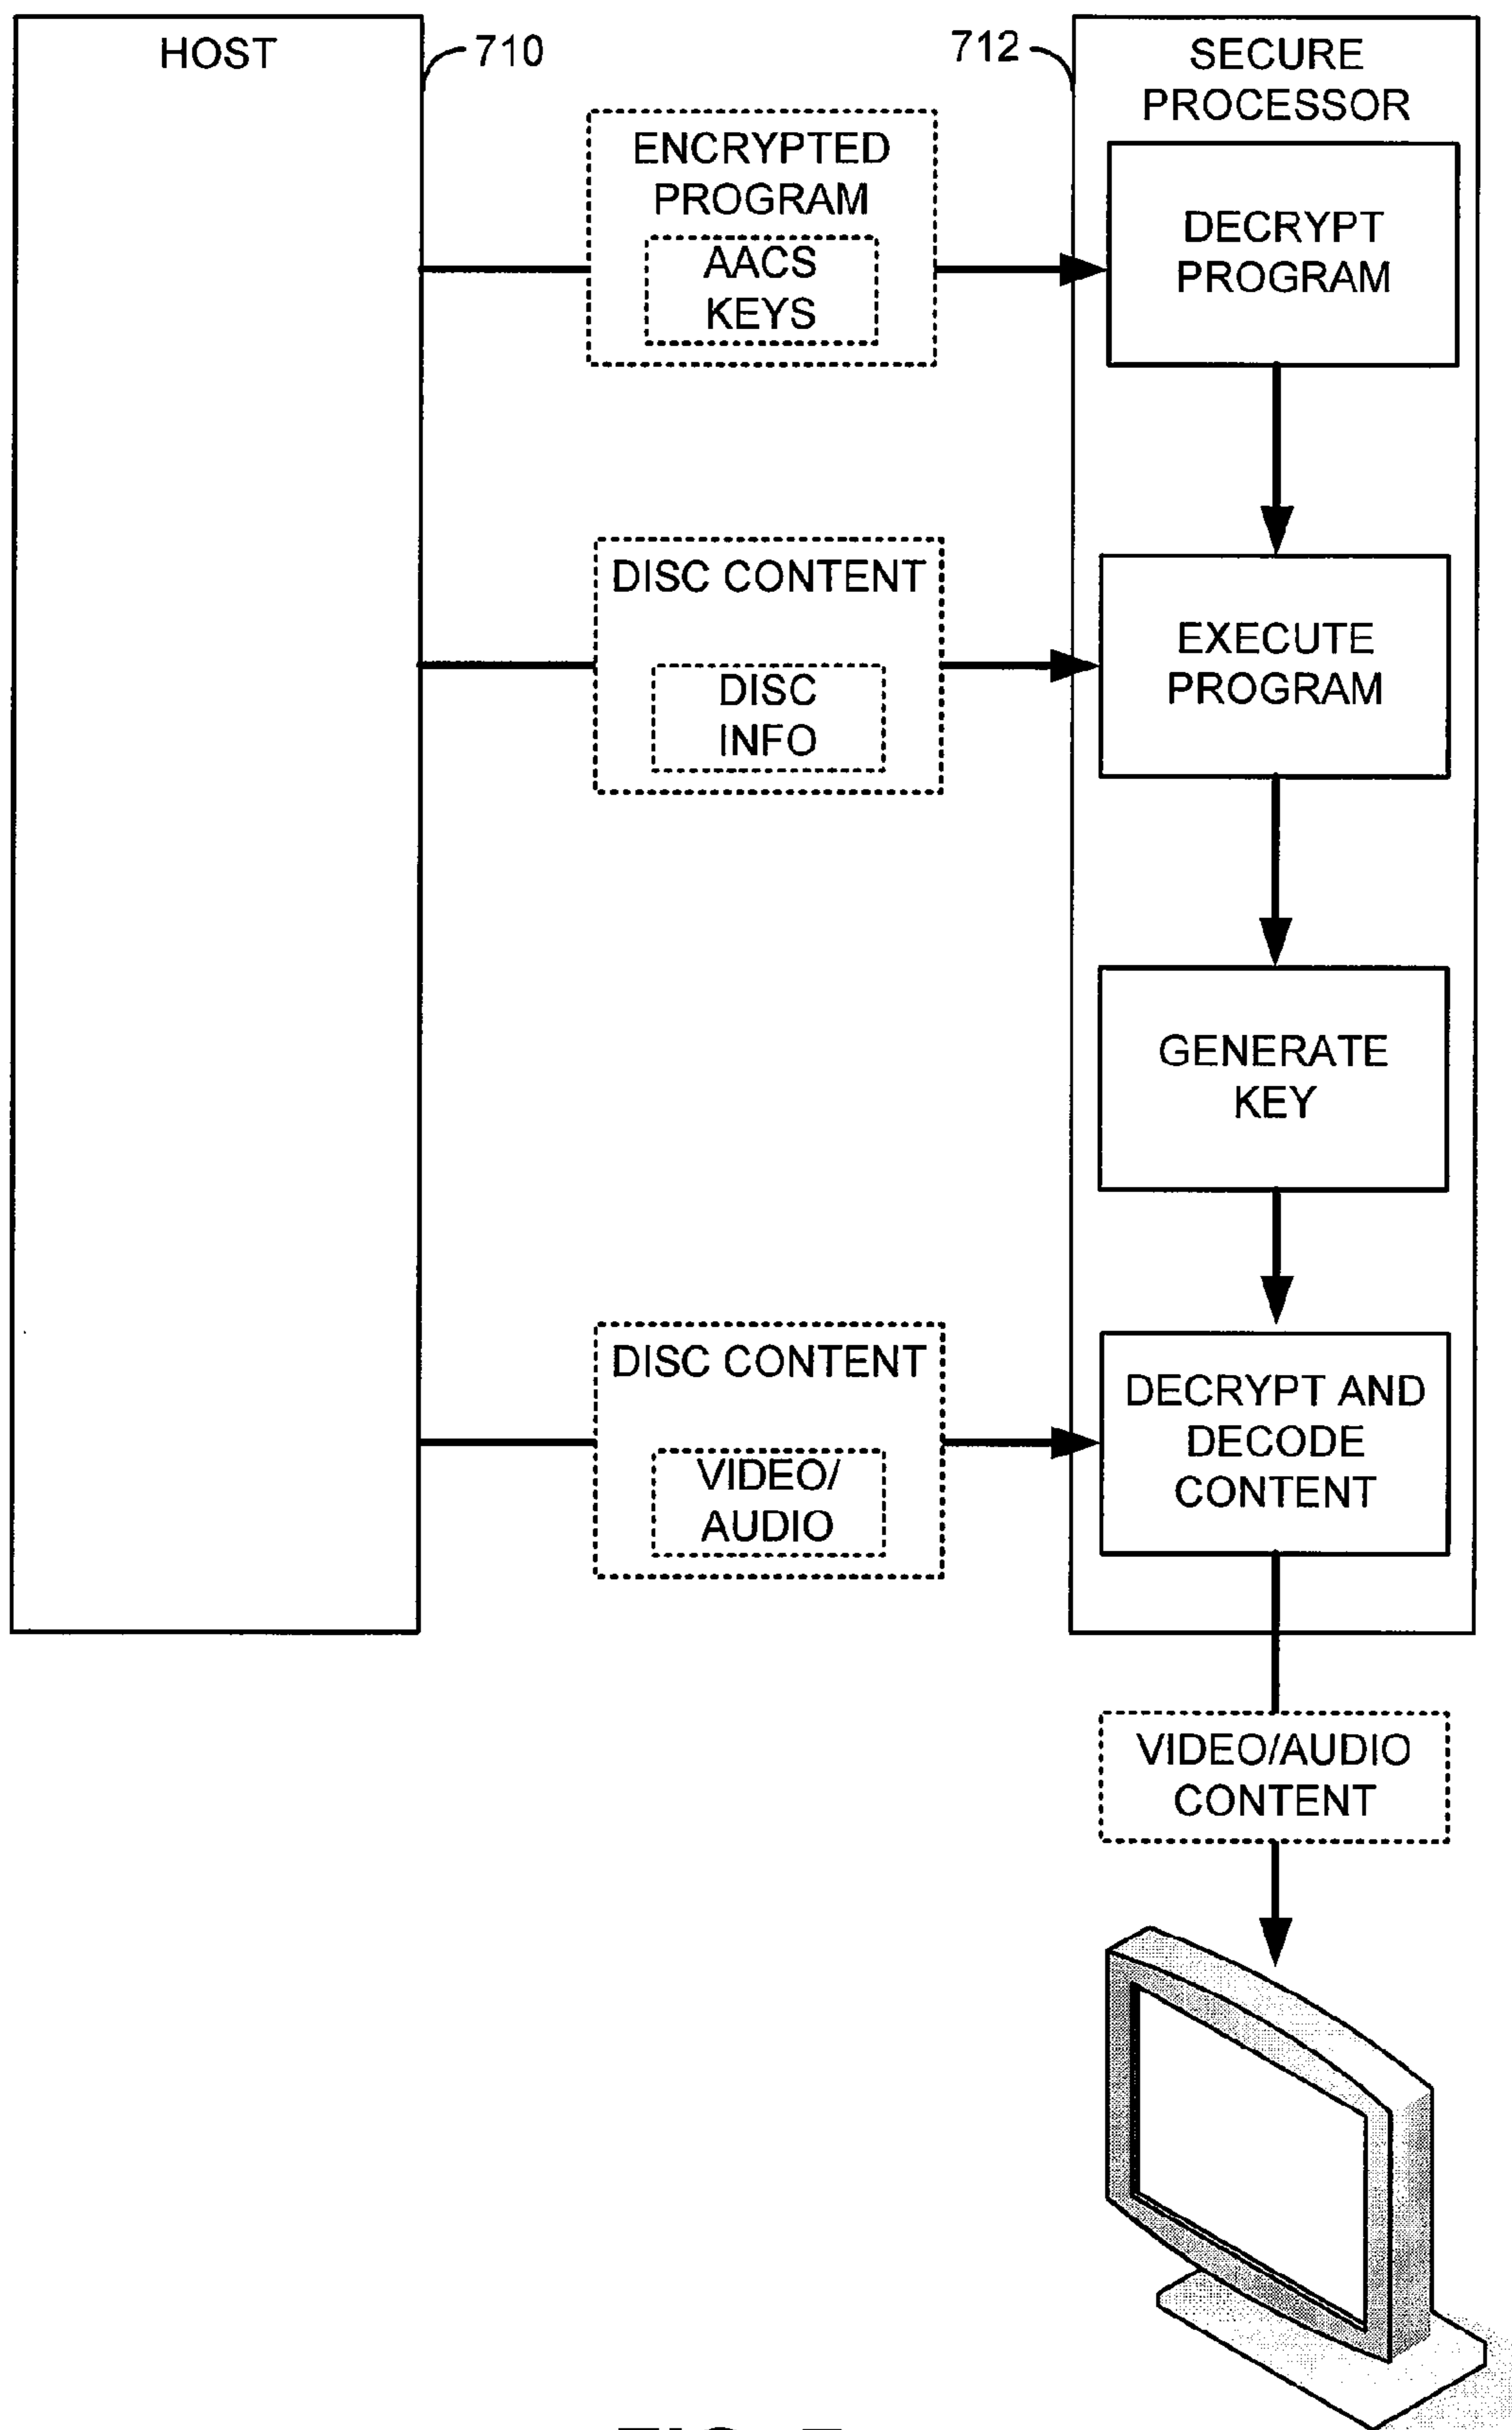 HOST
710
712
SECURE
PROCESSOR
ENCRYPTED
PROGRAM
AACS
KEYS
DECRYPT
PROGRAM
DISC CONTENT
DISC
INFO
EXECUTE
PROGRAM
GENERATE
KEY
DISC CONTENT
VIDEO/
AUDIO
DECRYPT AND
DECODE
CONTENT
VIDEO/AUDIO
CONTENT